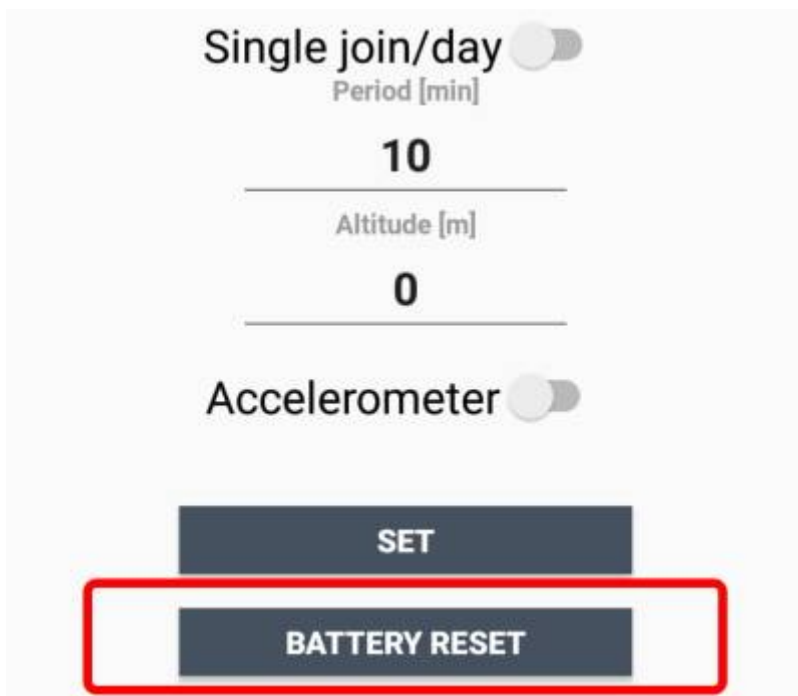 Single join/day
Period [min]
10
Altitude [m]
0
Accelerometer
SET
BATTERY RESET